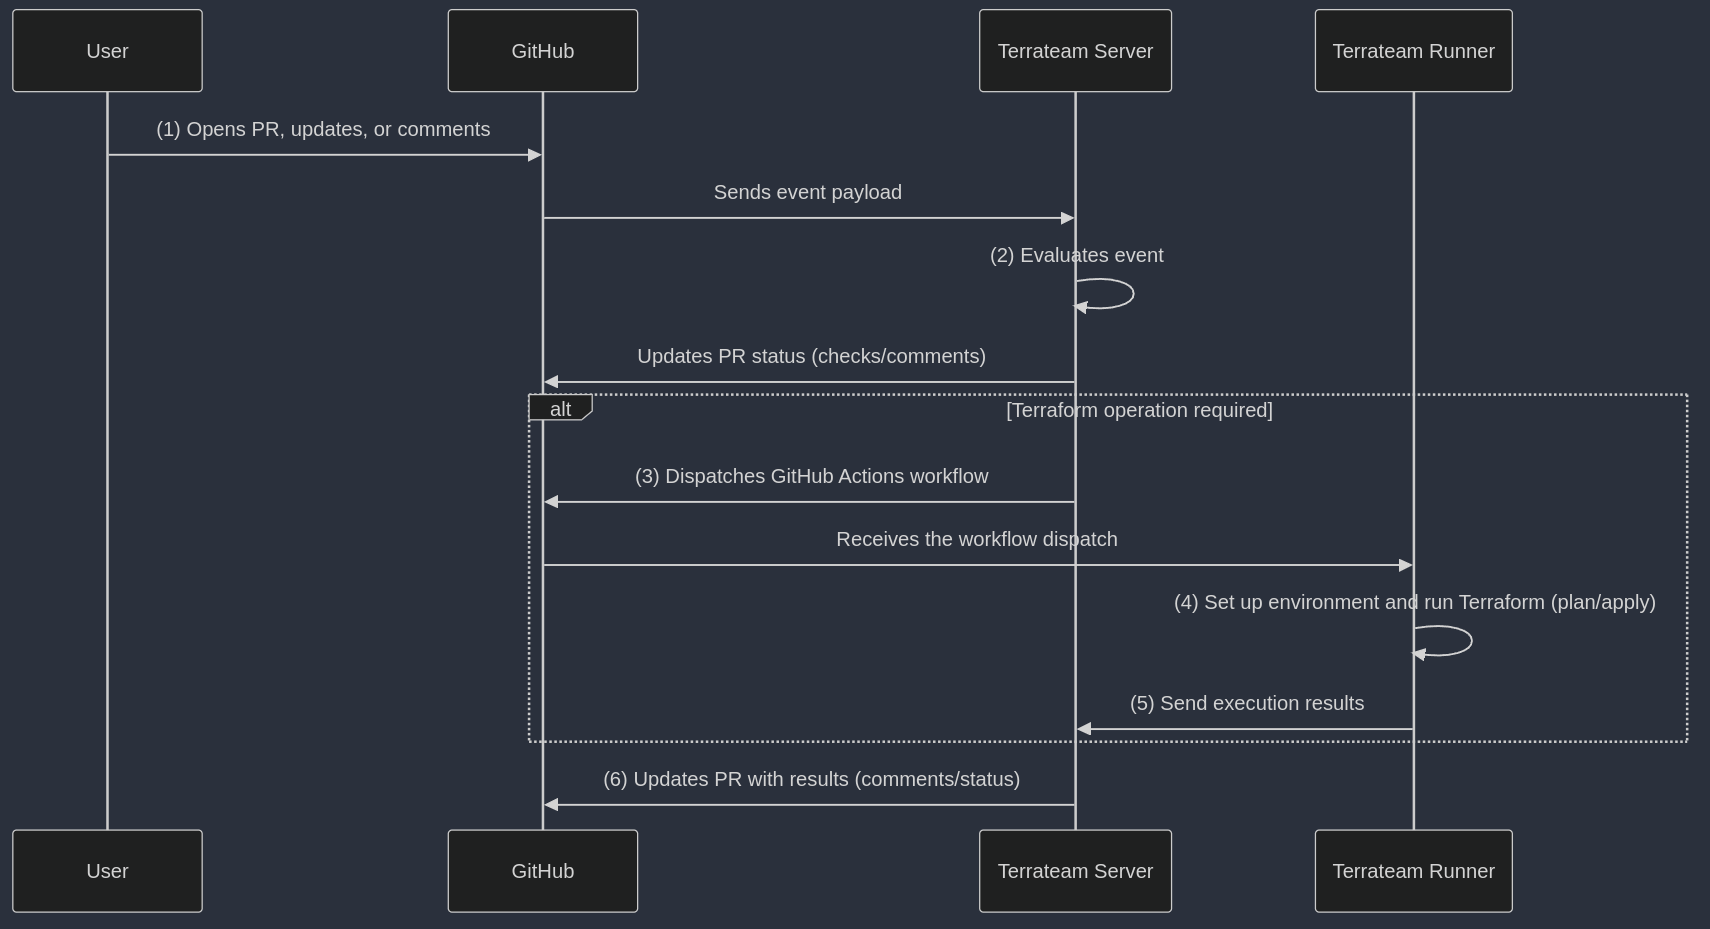 User
GitHub
Terrateam Server
Terrateam Runner
(1) Opens PR, updates, or comments
Sends event payload
(2) Evaluates event
Updates PR status (checks/comments)
alt
[Terraform operation required]
(3) Dispatches GitHub Actions workflow
Receives the workflow dispatch
(4) Set up environment and run Terraform (plan/apply)
(5) Send execution results
(6) Updates PR with results (comments/status)
User
GitHub
Terrateam Server
Terrateam Runner